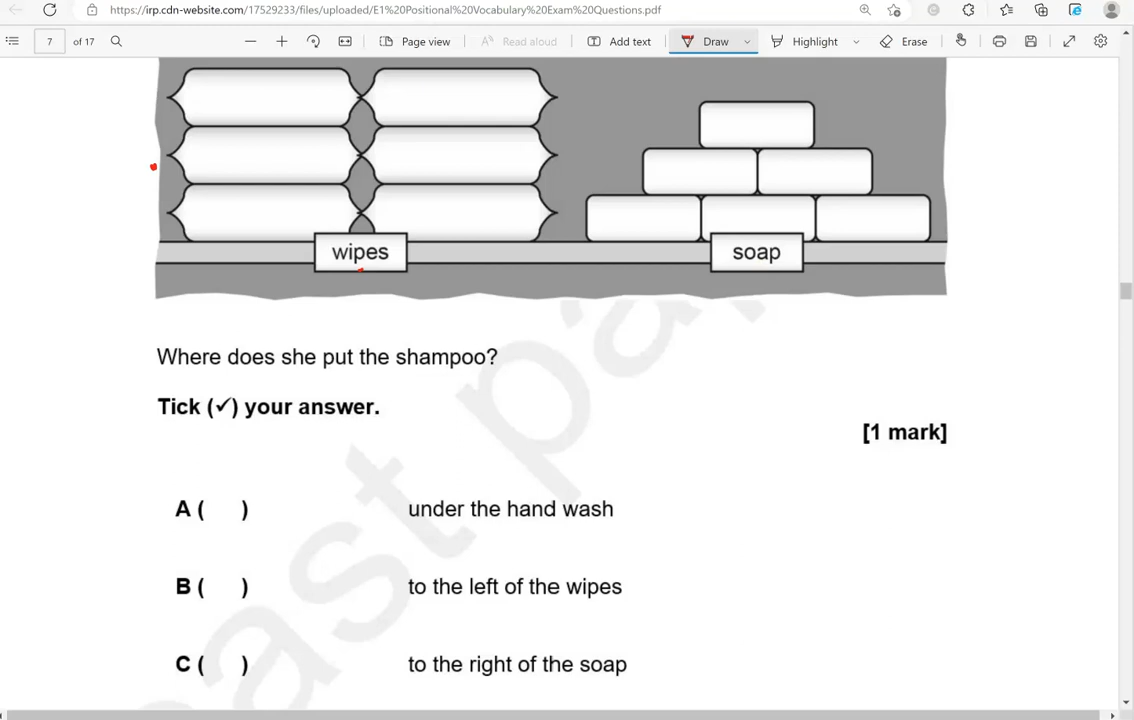 https://irp.cdn-website.com/17529233/files/uploaded/E1%20Positional%20Vocabulary%20Exam%20Questions.pdf
7 of 17 Page view Read aloud Add text Draw Highlight Erase
wipes soap
Where does she put the shampoo?
Tick (✓) your answer.
[1 mark]
A ( ) under the hand wash
B ( ) to the left of the wipes
C ( ) to the right of the soap